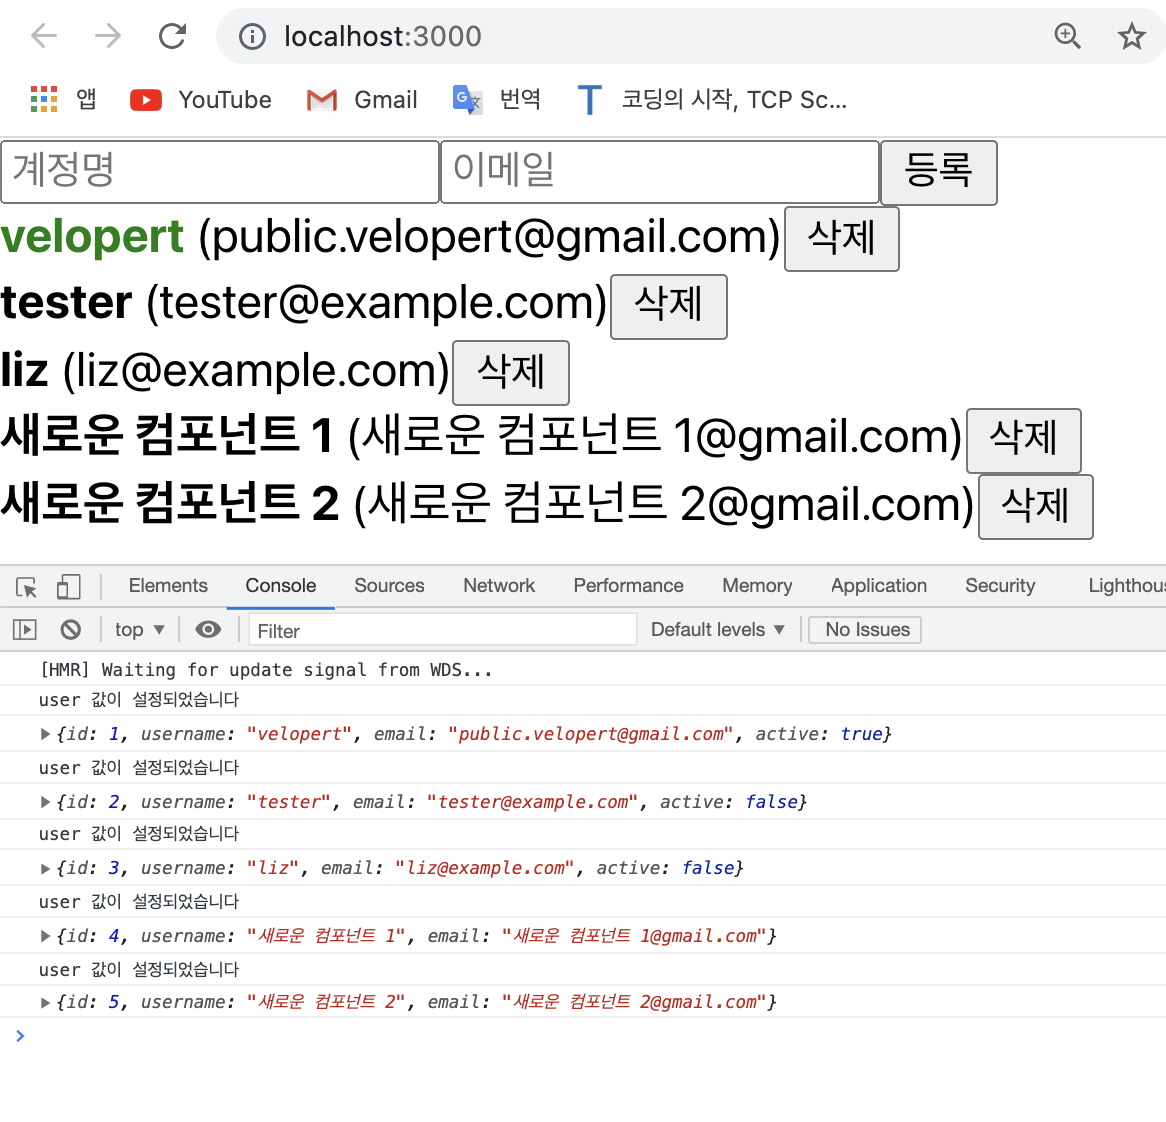 localhost:3000
앱 YouTube Gmail 번역 코딩의 시작, TCP Sc...
계정명 이메일 등록
velopert (public.velopert@gmail.com) 삭제
tester (tester@example.com) 삭제
liz (liz@example.com) 삭제
새로운 컴포넌트 1 (새로운 컴포넌트 1@gmail.com) 삭제
새로운 컴포넌트 2 (새로운 컴포넌트 2@gmail.com) 삭제
Elements Console Sources Network Performance Memory Application Security Lighthous
top ▼ Filter Default levels ▼ No Issues
[HMR] Waiting for update signal from WDS...
user 값이 설정되었습니다
▶ {id: 1, username: "velopert", email: "public.velopert@gmail.com", active: true}
user 값이 설정되었습니다
▶ {id: 2, username: "tester", email: "tester@example.com", active: false}
user 값이 설정되었습니다
▶ {id: 3, username: "liz", email: "liz@example.com", active: false}
user 값이 설정되었습니다
▶ {id: 4, username: "새로운 컴포넌트 1", email: "새로운 컴포넌트 1@gmail.com"}
user 값이 설정되었습니다
▶ {id: 5, username: "새로운 컴포넌트 2", email: "새로운 컴포넌트 2@gmail.com"}